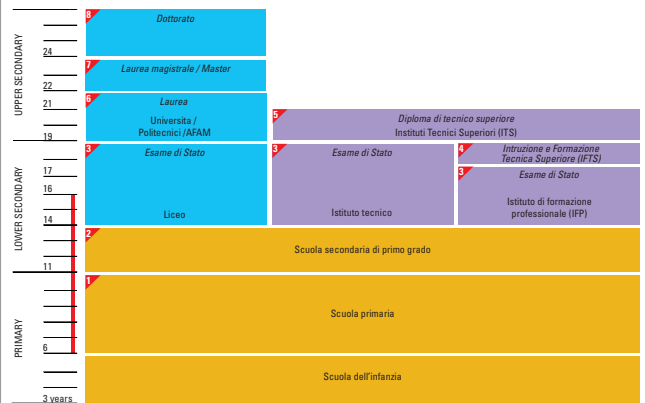 8
Dottorato
24
7
Laurea magistrale / Master
22
6
Laurea
21
Universita /
Politecnici /AFAM
5
Diploma di tecnico superiore
Instituti Tecnici Superiori (ITS)
19
UPPER SECONDARY
3
Esame di Stato
Liceo
3
Esame di Stato
Istituto tecnico
4
Intruzione e Formazione
Tecnica Superiore (IFTS)
3
Esame di Stato
Istituto di formazione
professionale (IFP)
17
16
14
LOWER SECONDARY
2
Scuola secondaria di primo grado
11
1
Scuola primaria
PRIMARY
6
Scuola dell'infanzia
3 years